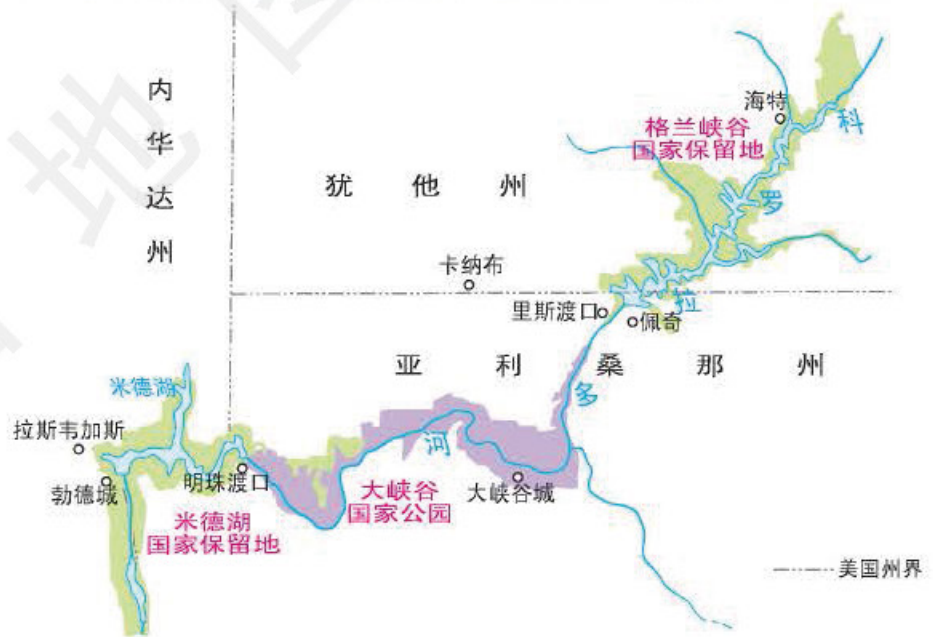 内华达州
犹他州
海特
格兰峡谷
国家保留地
科罗拉多河
卡纳布
里斯渡口
佩奇
亚利桑那州
米德湖
拉斯韦加斯
勃德城
明珠渡口
大峡谷城
大峡谷
国家公园
米德湖
国家保留地
美国州界
地
图